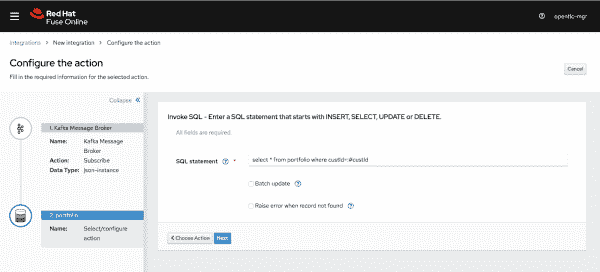 Red Hat
Fuse Online
opentlc-mgr
Integrations > New integration > Configure the action
Configure the action
Fill in the required information for the selected action.
Cancel
Collapse «
1. Kafka Message Broker
Name: Kafka Message
Broker
Action: Subscribe
Data Type: json-instance
2. portfolio
Name: Select/configure
action
Invoke SQL - Enter a SQL statement that starts with INSERT, SELECT, UPDATE or DELETE.
All fields are required.
SQL statement * select * from portfolio where custId=:#custId
Batch update
Raise error when record not found
< Choose Action Next